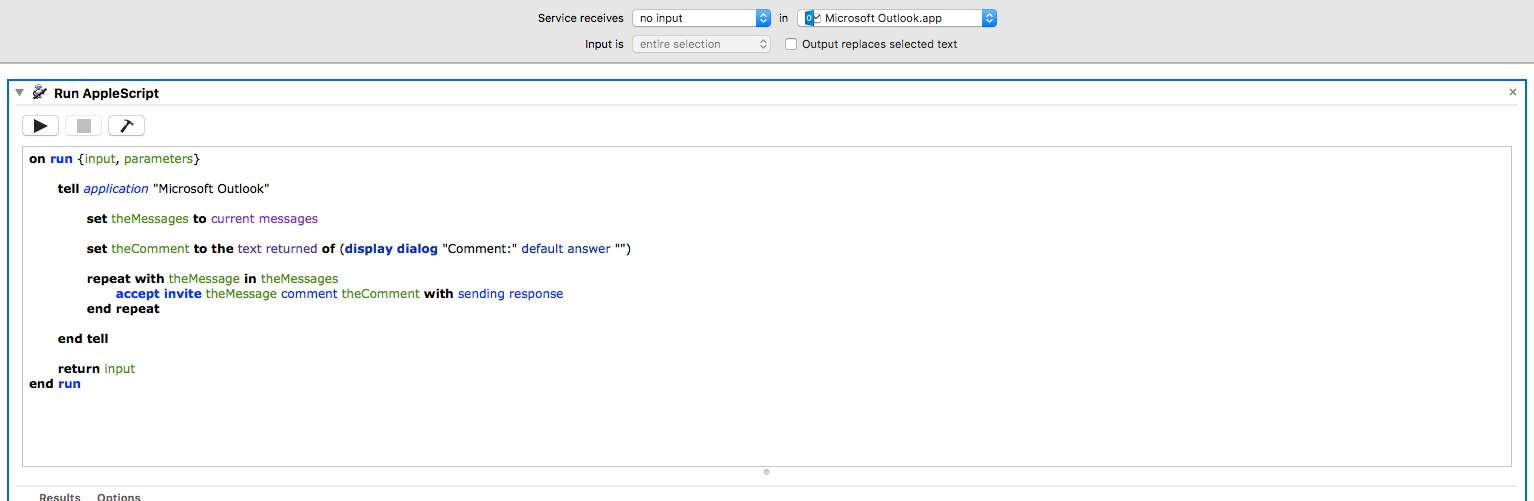 Service receives no input in Microsoft Outlook.app
Input is entire selection Output replaces selected text
Run AppleScript
on run {input, parameters}
tell application "Microsoft Outlook"
set theMessages to current messages
set theComment to the text returned of (display dialog "Comment:" default answer "")
repeat with theMessage in theMessages
accept invite theMessage comment theComment with sending response
end repeat
end tell
return input
end run
Results Options